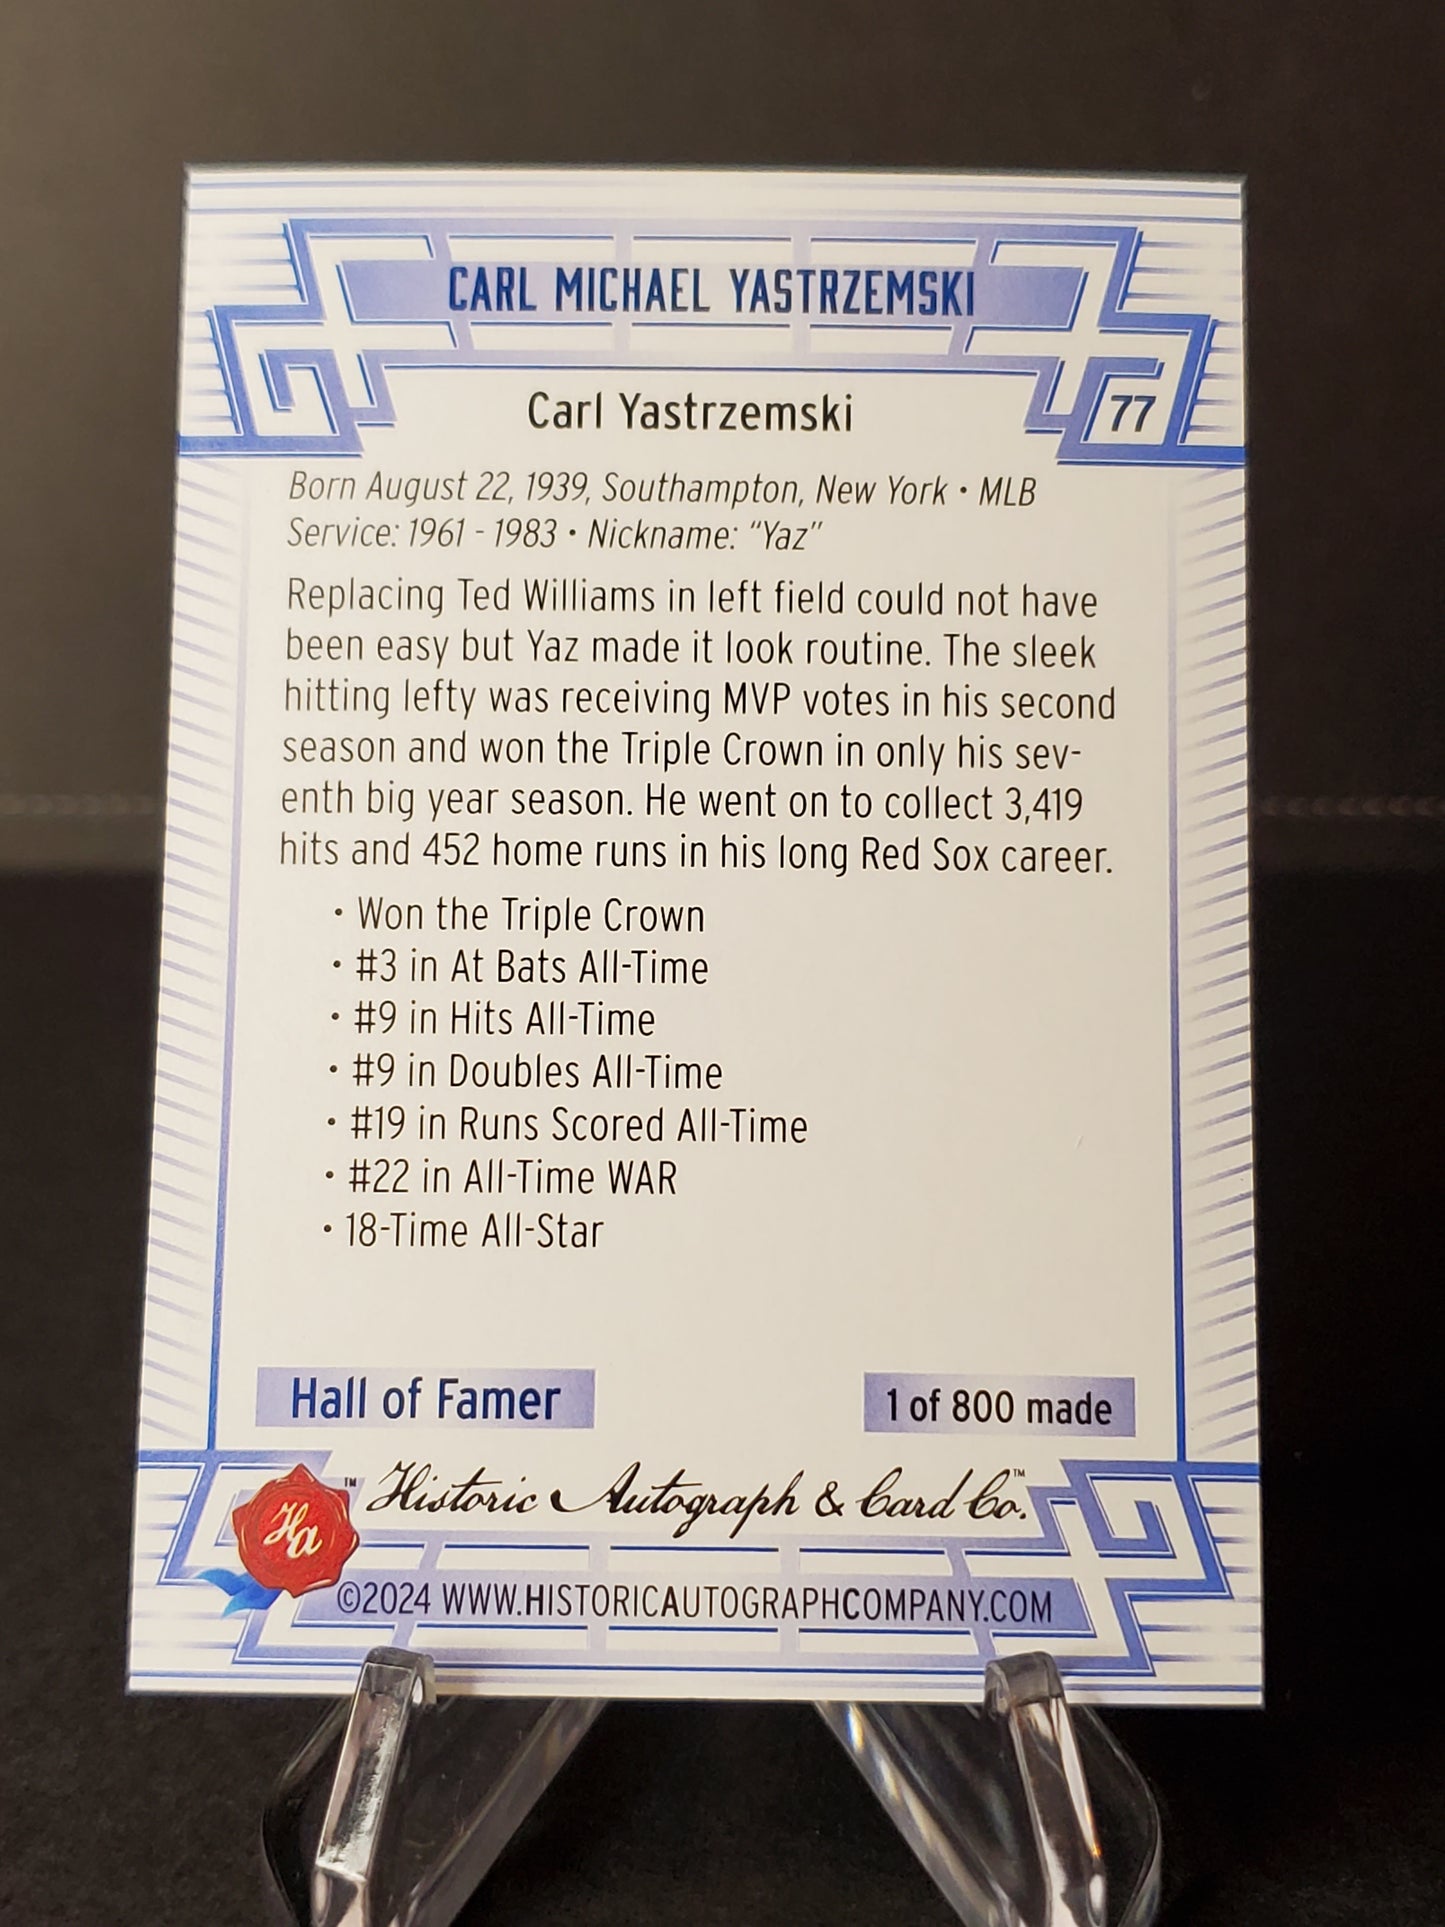 CARL MICHAEL YASTRZEMSKI
Carl Yastrzemski
77
Born August 22, 1939, Southampton, New York • MLB
Service: 1961 - 1983 • Nickname: “Yaz”
Replacing Ted Williams in left field could not have
been easy but Yaz made it look routine. The sleek
hitting lefty was receiving MVP votes in his second
season and won the Triple Crown in only his sev-
enth big year season. He went on to collect 3,419
hits and 452 home runs in his long Red Sox career.
• Won the Triple Crown
• #3 in At Bats All-Time
• #9 in Hits All-Time
• #9 in Doubles All-Time
• #19 in Runs Scored All-Time
• #22 in All-Time WAR
• 18-Time All-Star
Hall of Famer
1 of 800 made
Ha ™ Historic Autograph & Card Co.™
©2024 WWW.HISTORICAUTOGRAPHCOMPANY.COM